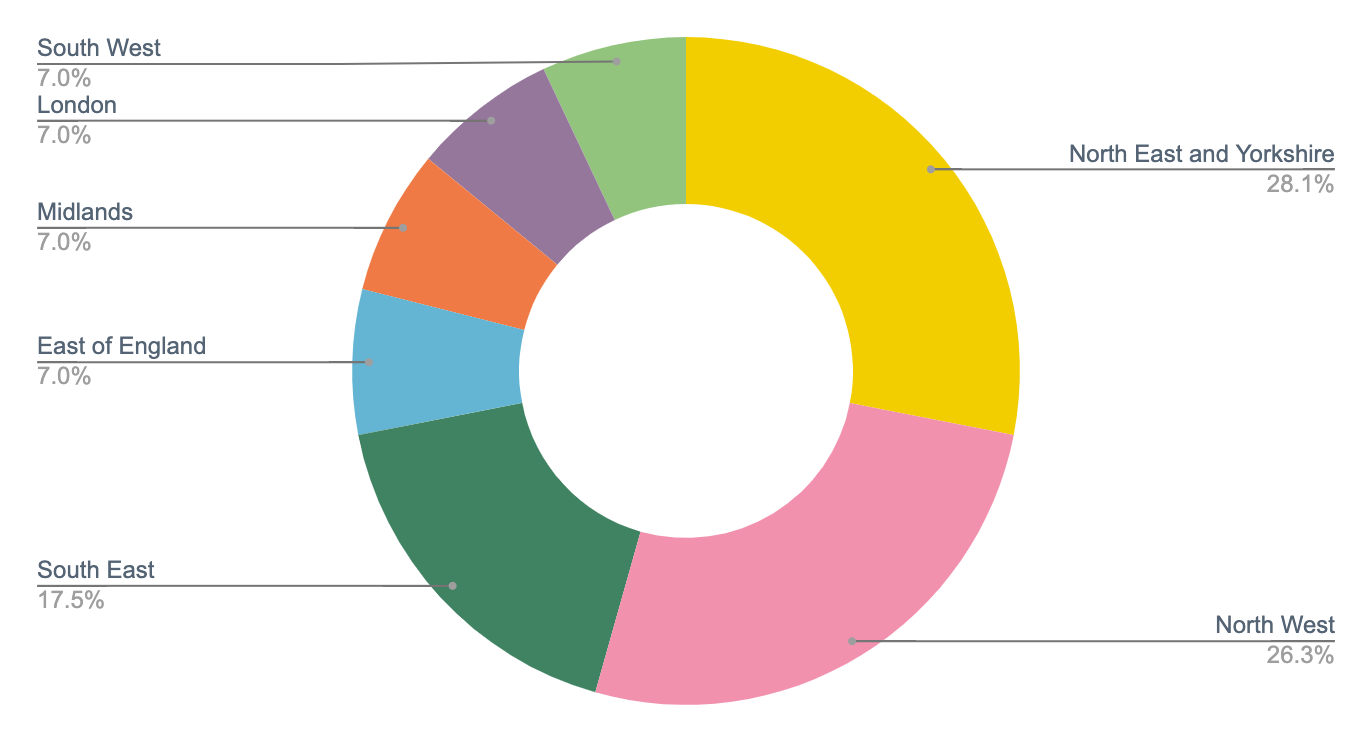 South West
7.0%
London
7.0%
Midlands
7.0%
East of England
7.0%
South East
17.5%
North East and Yorkshire
28.1%
North West
26.3%